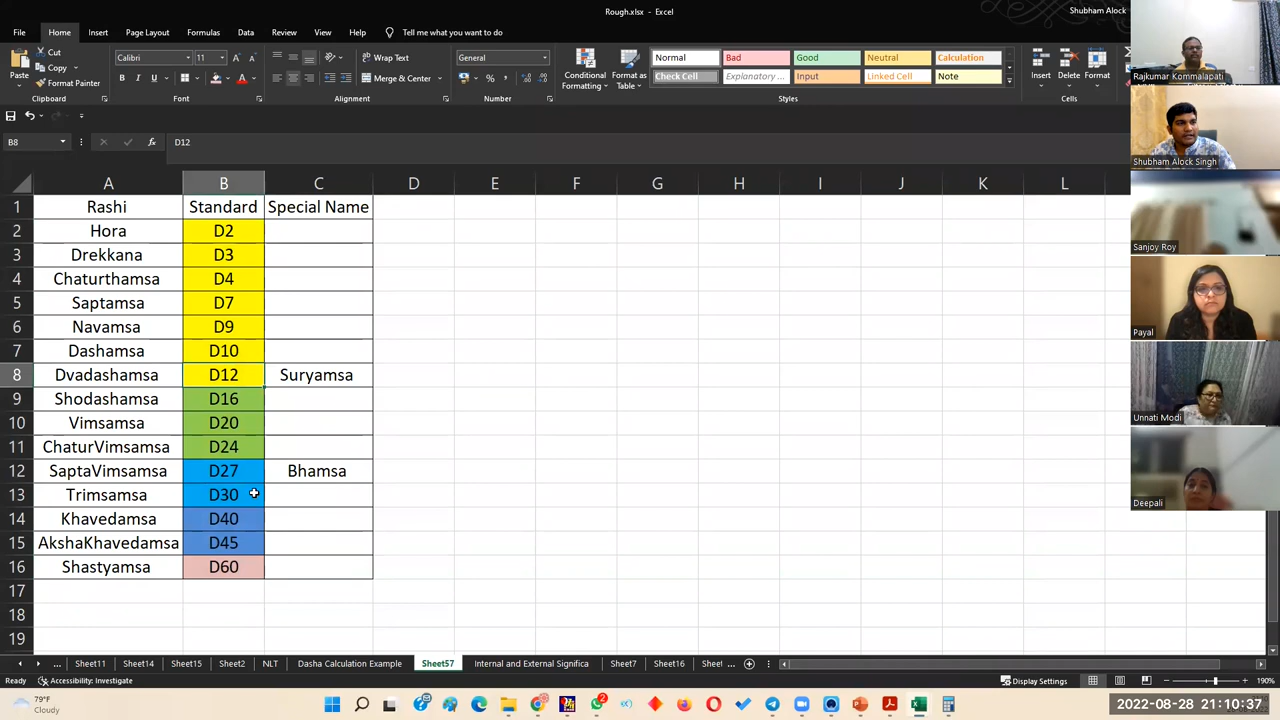 Rough.xlsx - Excel
Shubham Alock
File Home Insert Page Layout Formulas Data Review View Help Tell me what you want to do
Cut
Copy
Format Painter
Paste
Clipboard
Calibri 11
B I U
Font
Wrap Text
Merge & Center
Alignment
General
Number
Conditional Formatting
Format as Table
Normal Bad Good Neutral Calculation
Check Cell Explanatory ... Input Linked Cell Note
Styles
Insert Delete Format
Cells
B8 fx D12
A B C D E F G H I J K L
1 Rashi Standard Special Name
2 Hora D2
3 Drekkana D3
4 Chaturthamsa D4
5 Saptamsa D7
6 Navamsa D9
7 Dashamsa D10
8 Dvadashamsa D12 Suryamsa
9 Shodashamsa D16
10 Vimsamsa D20
11 ChaturVimsamsa D24
12 SaptaVimsamsa D27 Bhamsa
13 Trimsamsa D30
14 Khavedamsa D40
15 AkshaKhavedamsa D45
16 Shastyamsa D60
17
18
19
Rajkumar Kommalapati
Shubham Alock Singh
Sanjoy Roy
Payal
Unnati Modi
Deepali
... Sheet11 Sheet14 Sheet15 Sheet2 NLT Dasha Calculation Example Sheet57 Internal and External Significa Sheet7 Sheet16 Shee! ...
Ready Accessibility: Investigate Display Settings 190%
79°F
Cloudy
2
2022-08-28 21:10:37